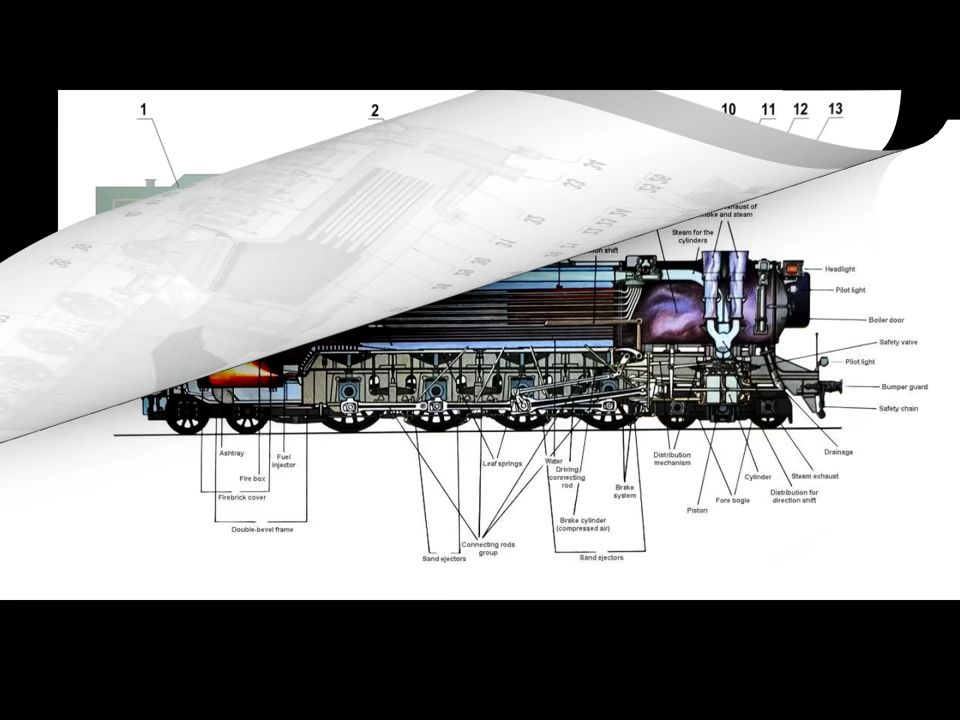 1
2
10
11
12
13
exhaust of
smoke and steam
Steam for the
cylinders
Headlight
Pilot light
Boiler door
Safety valve
Pilot light
Bumper guard
Safety chain
Ashtray
Fuel
injector
Fire box
Firebrick cover
Double-bevel frame
Leaf springs
Water
Driving
connecting
rod
Brake
system
Brake cylinder
(compressed air)
Connecting rods
group
Sand ejectors
Sand ejectors
Distribution
mechanism
Cylinder
Fore bogie
Piston
Steam exhaust
Distribution for
direction shift
Drainage